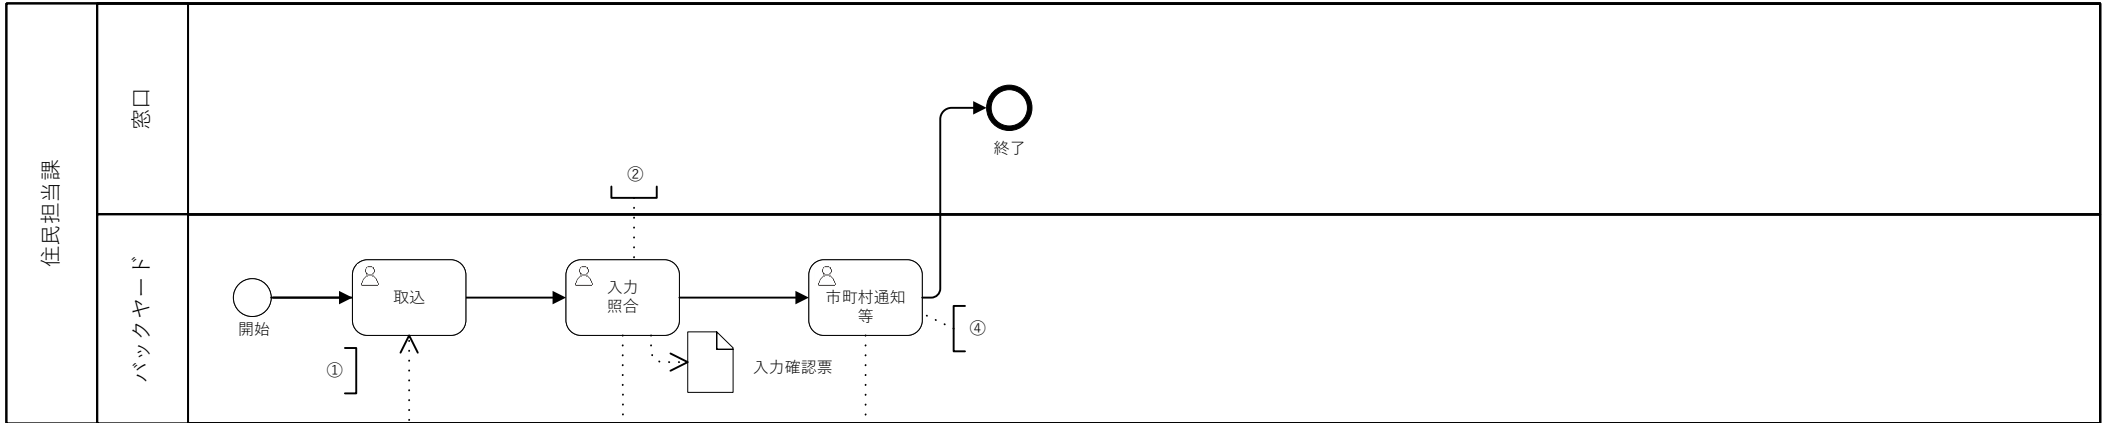 住民担当課
窓口
終了
②
バックヤード
開始
取込
入力
照合
市町村通知
等
①
入力確認票
④